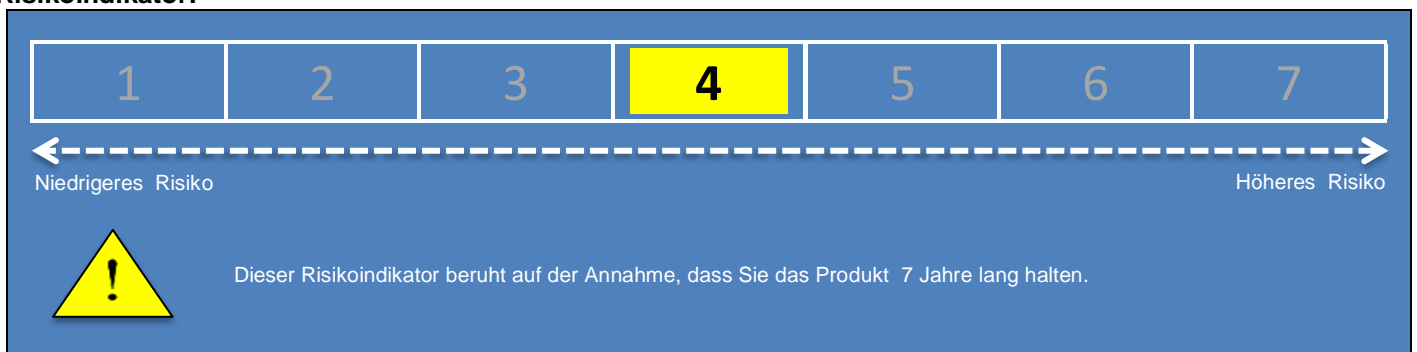 Risikoindikator:
1 2 3 4 5 6 7
Niedrigeres Risiko Höheres Risiko
!
Dieser Risikoindikator beruht auf der Annahme, dass Sie das Produkt 7 Jahre lang halten.